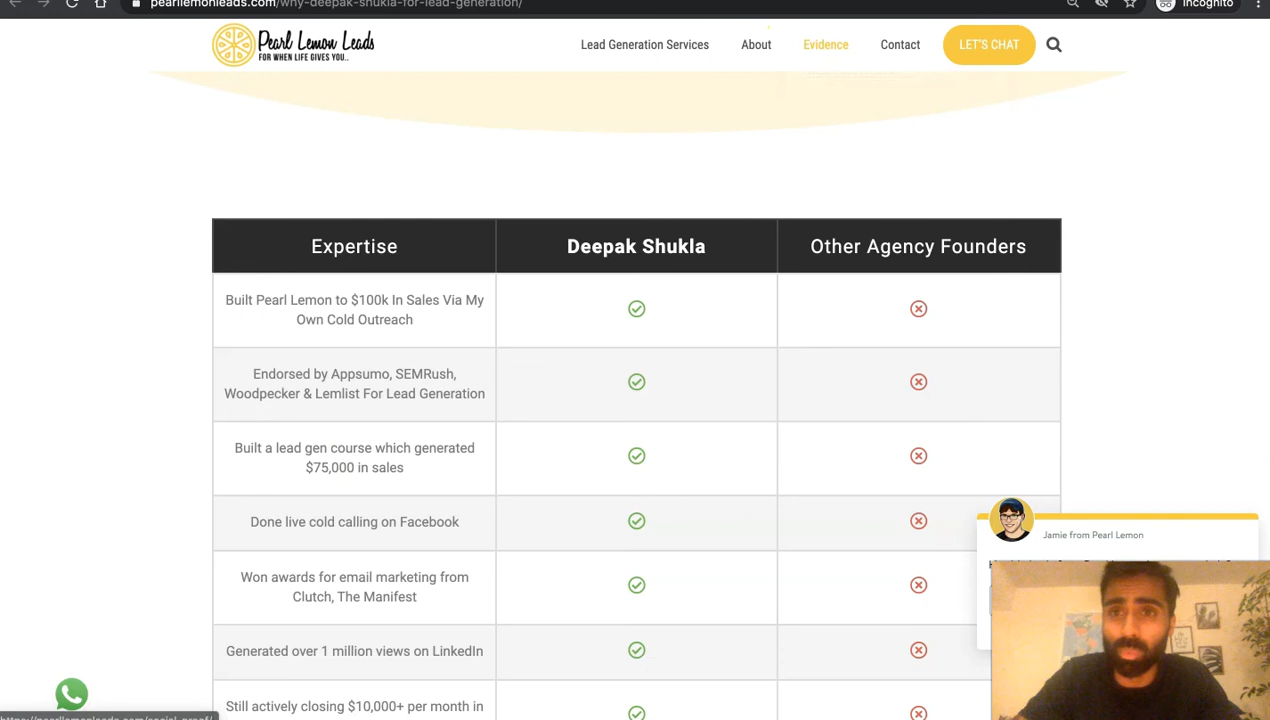 pearllemonleads.com/why-deepak-shukla-for-lead-generation/
Incognito
Pearl Lemon Leads
FOR WHEN LIFE GIVES YOU..
Lead Generation Services
About
Evidence
Contact
LET'S CHAT
Expertise
Deepak Shukla
Other Agency Founders
Built Pearl Lemon to $100k In Sales Via My
Own Cold Outreach
Endorsed by Appsumo, SEMRush,
Woodpecker & Lemlist For Lead Generation
Built a lead gen course which generated
$75,000 in sales
Done live cold calling on Facebook
Won awards for email marketing from
Clutch, The Manifest
Generated over 1 million views on LinkedIn
Still actively closing $10,000+ per month in
Jamie from Pearl Lemon
https://pearllemonleads.com/social-proof/